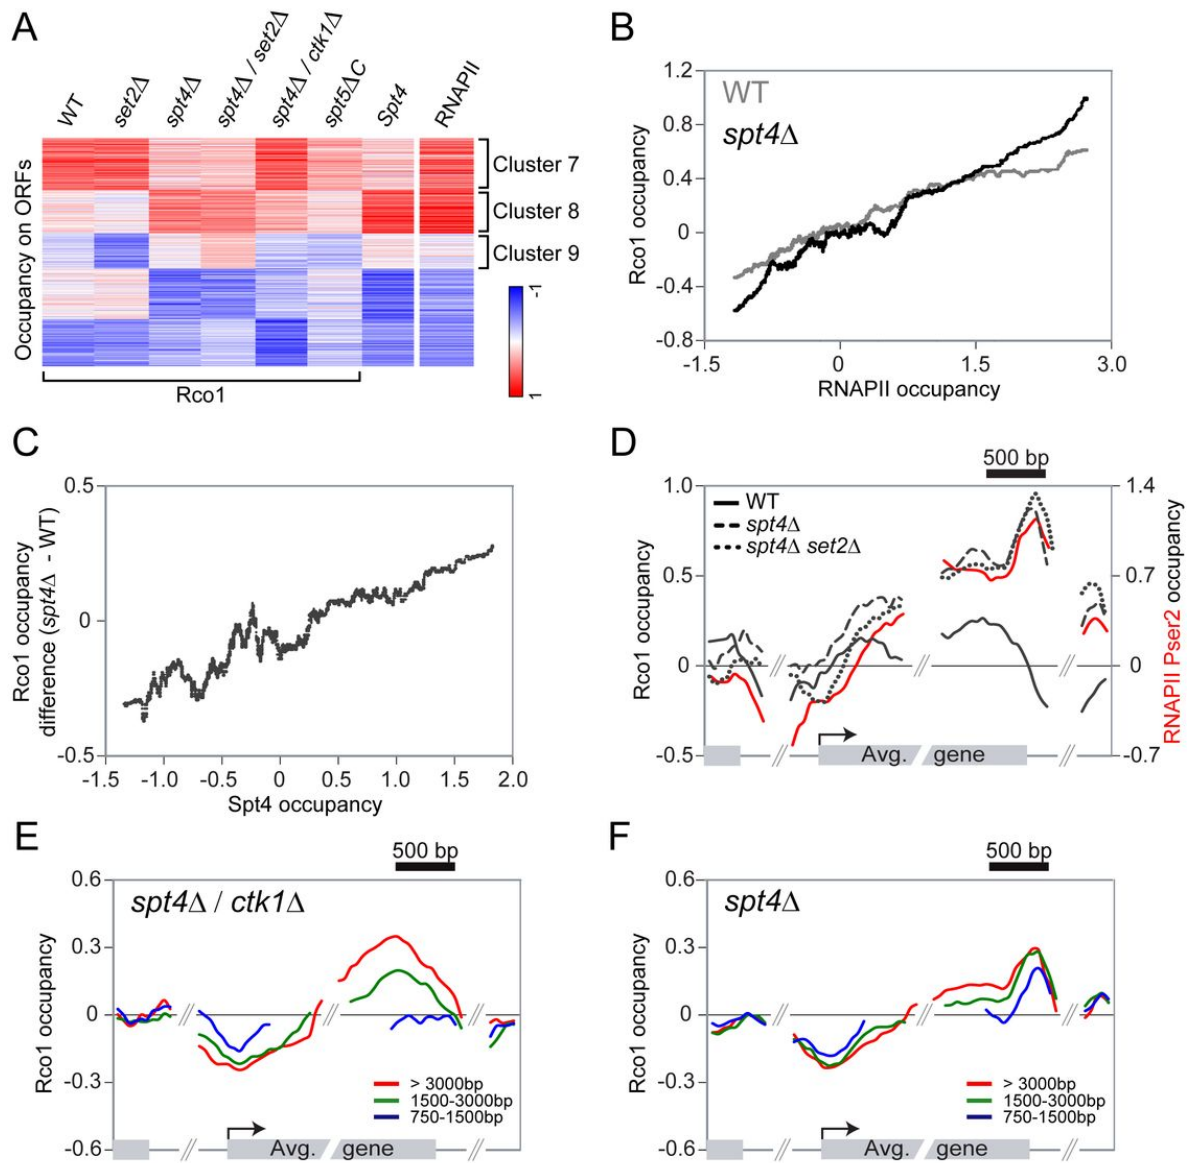 A
WT
set2Δ
spt4Δ
spt4Δ / set2Δ
spt4Δ / ctk1Δ
spt5ΔC
Spt4
RNAPII
Occupancy on ORFs
Cluster 7
Cluster 8
Cluster 9
-1
1
Rco1
B
1.2
0.8
0.4
0
-0.4
-0.8
Rco1 occupancy
WT
spt4Δ
-1.5
0
1.5
3.0
RNAPII occupancy
C
0.5
0
-0.5
Rco1 occupancy
difference (spt4Δ - WT)
-1.5
-1.0
-0.5
0
0.5
1.0
1.5
2.0
Spt4 occupancy
D
500 bp
1.0
0.5
0
-0.5
Rco1 occupancy
WT
spt4Δ
spt4Δ set2Δ
1.4
0.7
0
-0.7
RNAPII Pser2 occupancy
Avg. gene
E
500 bp
0.6
0.3
0
-0.3
-0.6
Rco1 occupancy
spt4Δ / ctk1Δ
> 3000bp
1500-3000bp
750-1500bp
Avg. gene
F
500 bp
0.6
0.3
0
-0.3
-0.6
Rco1 occupancy
spt4Δ
> 3000bp
1500-3000bp
750-1500bp
Avg. gene